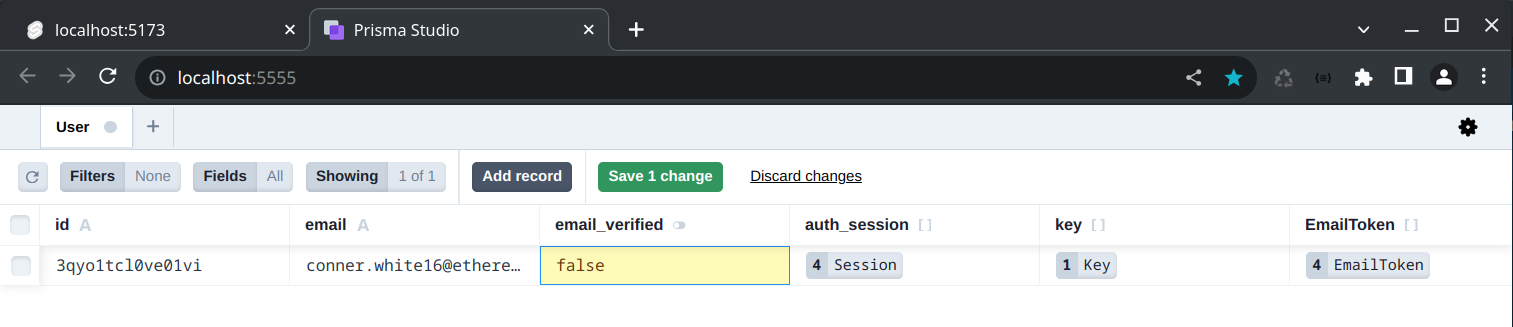 localhost:5173 Prisma Studio
localhost:5555
User
Filters None Fields All Showing 1 of 1 Add record Save 1 change Discard changes
id A email A email_verified auth_session [] key [] EmailToken []
3qyo1tcl0ve01vi conner.white16@ethere… false 4 Session 1 Key 4 EmailToken